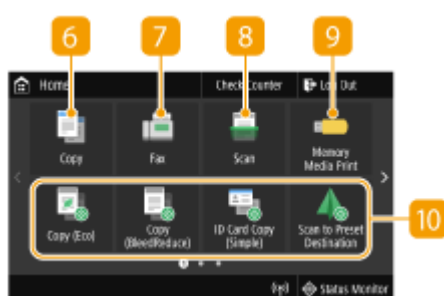 6 7 8 9
Home Check Counter Log Out
Copy Fax Scan Memory
Media Print
Copy (Eco) Copy
(BleedReduce) ID Card Copy
(Simple) Scan to Preset
Destination
10
Status Monitor